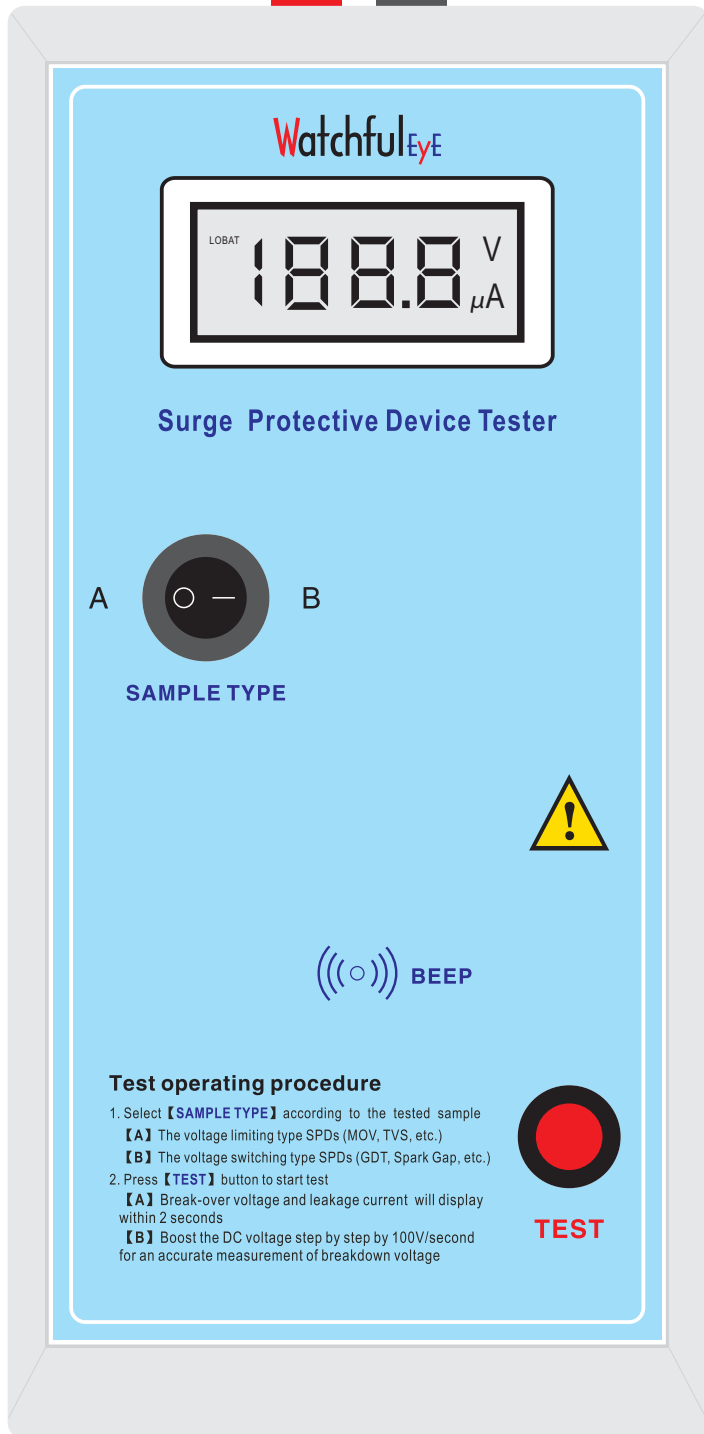 Watchful EyE
LOBAT 188.8 V
µA
Surge Protective Device Tester
A ○ — B
SAMPLE TYPE
!
BEEP
Test operating procedure
1. Select【SAMPLE TYPE】according to the tested sample
【A】The voltage limiting type SPDs (MOV, TVS, etc.)
【B】The voltage switching type SPDs (GDT, Spark Gap, etc.)
2. Press【TEST】button to start test
【A】Break-over voltage and leakage current will display
within 2 seconds
【B】Boost the DC voltage step by step by 100V/second
for an accurate measurement of breakdown voltage
TEST